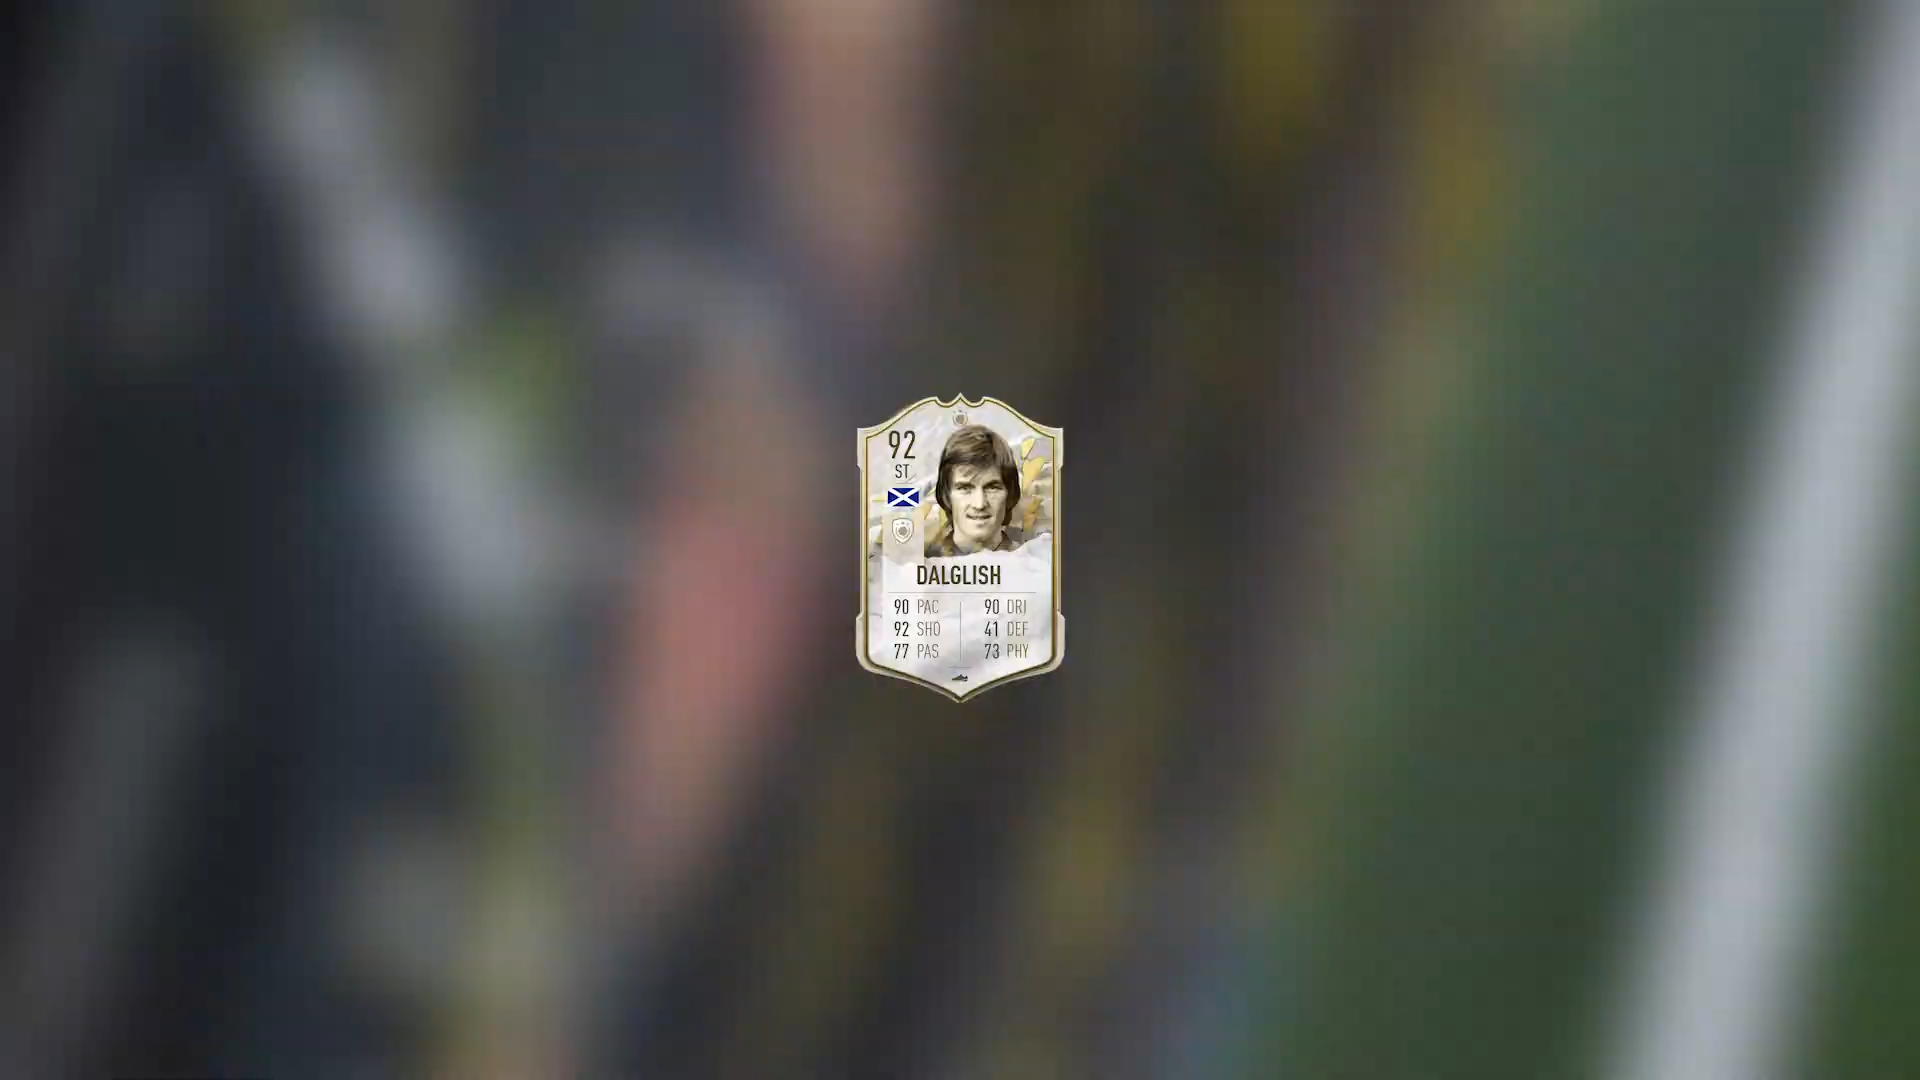 92
ST
DALGLISH
90 PAC 90 DRI
92 SHO 41 DEF
77 PAS 73 PHY